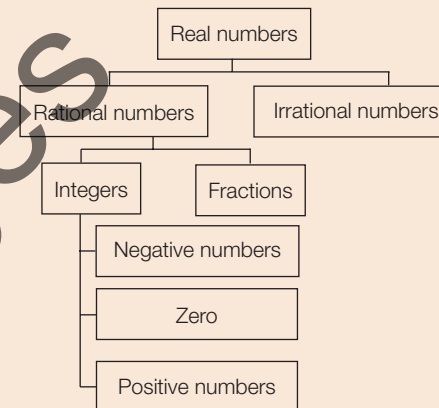 Real numbers
Rational numbers
Irrational numbers
Integers
Fractions
Negative numbers
Zero
Positive numbers